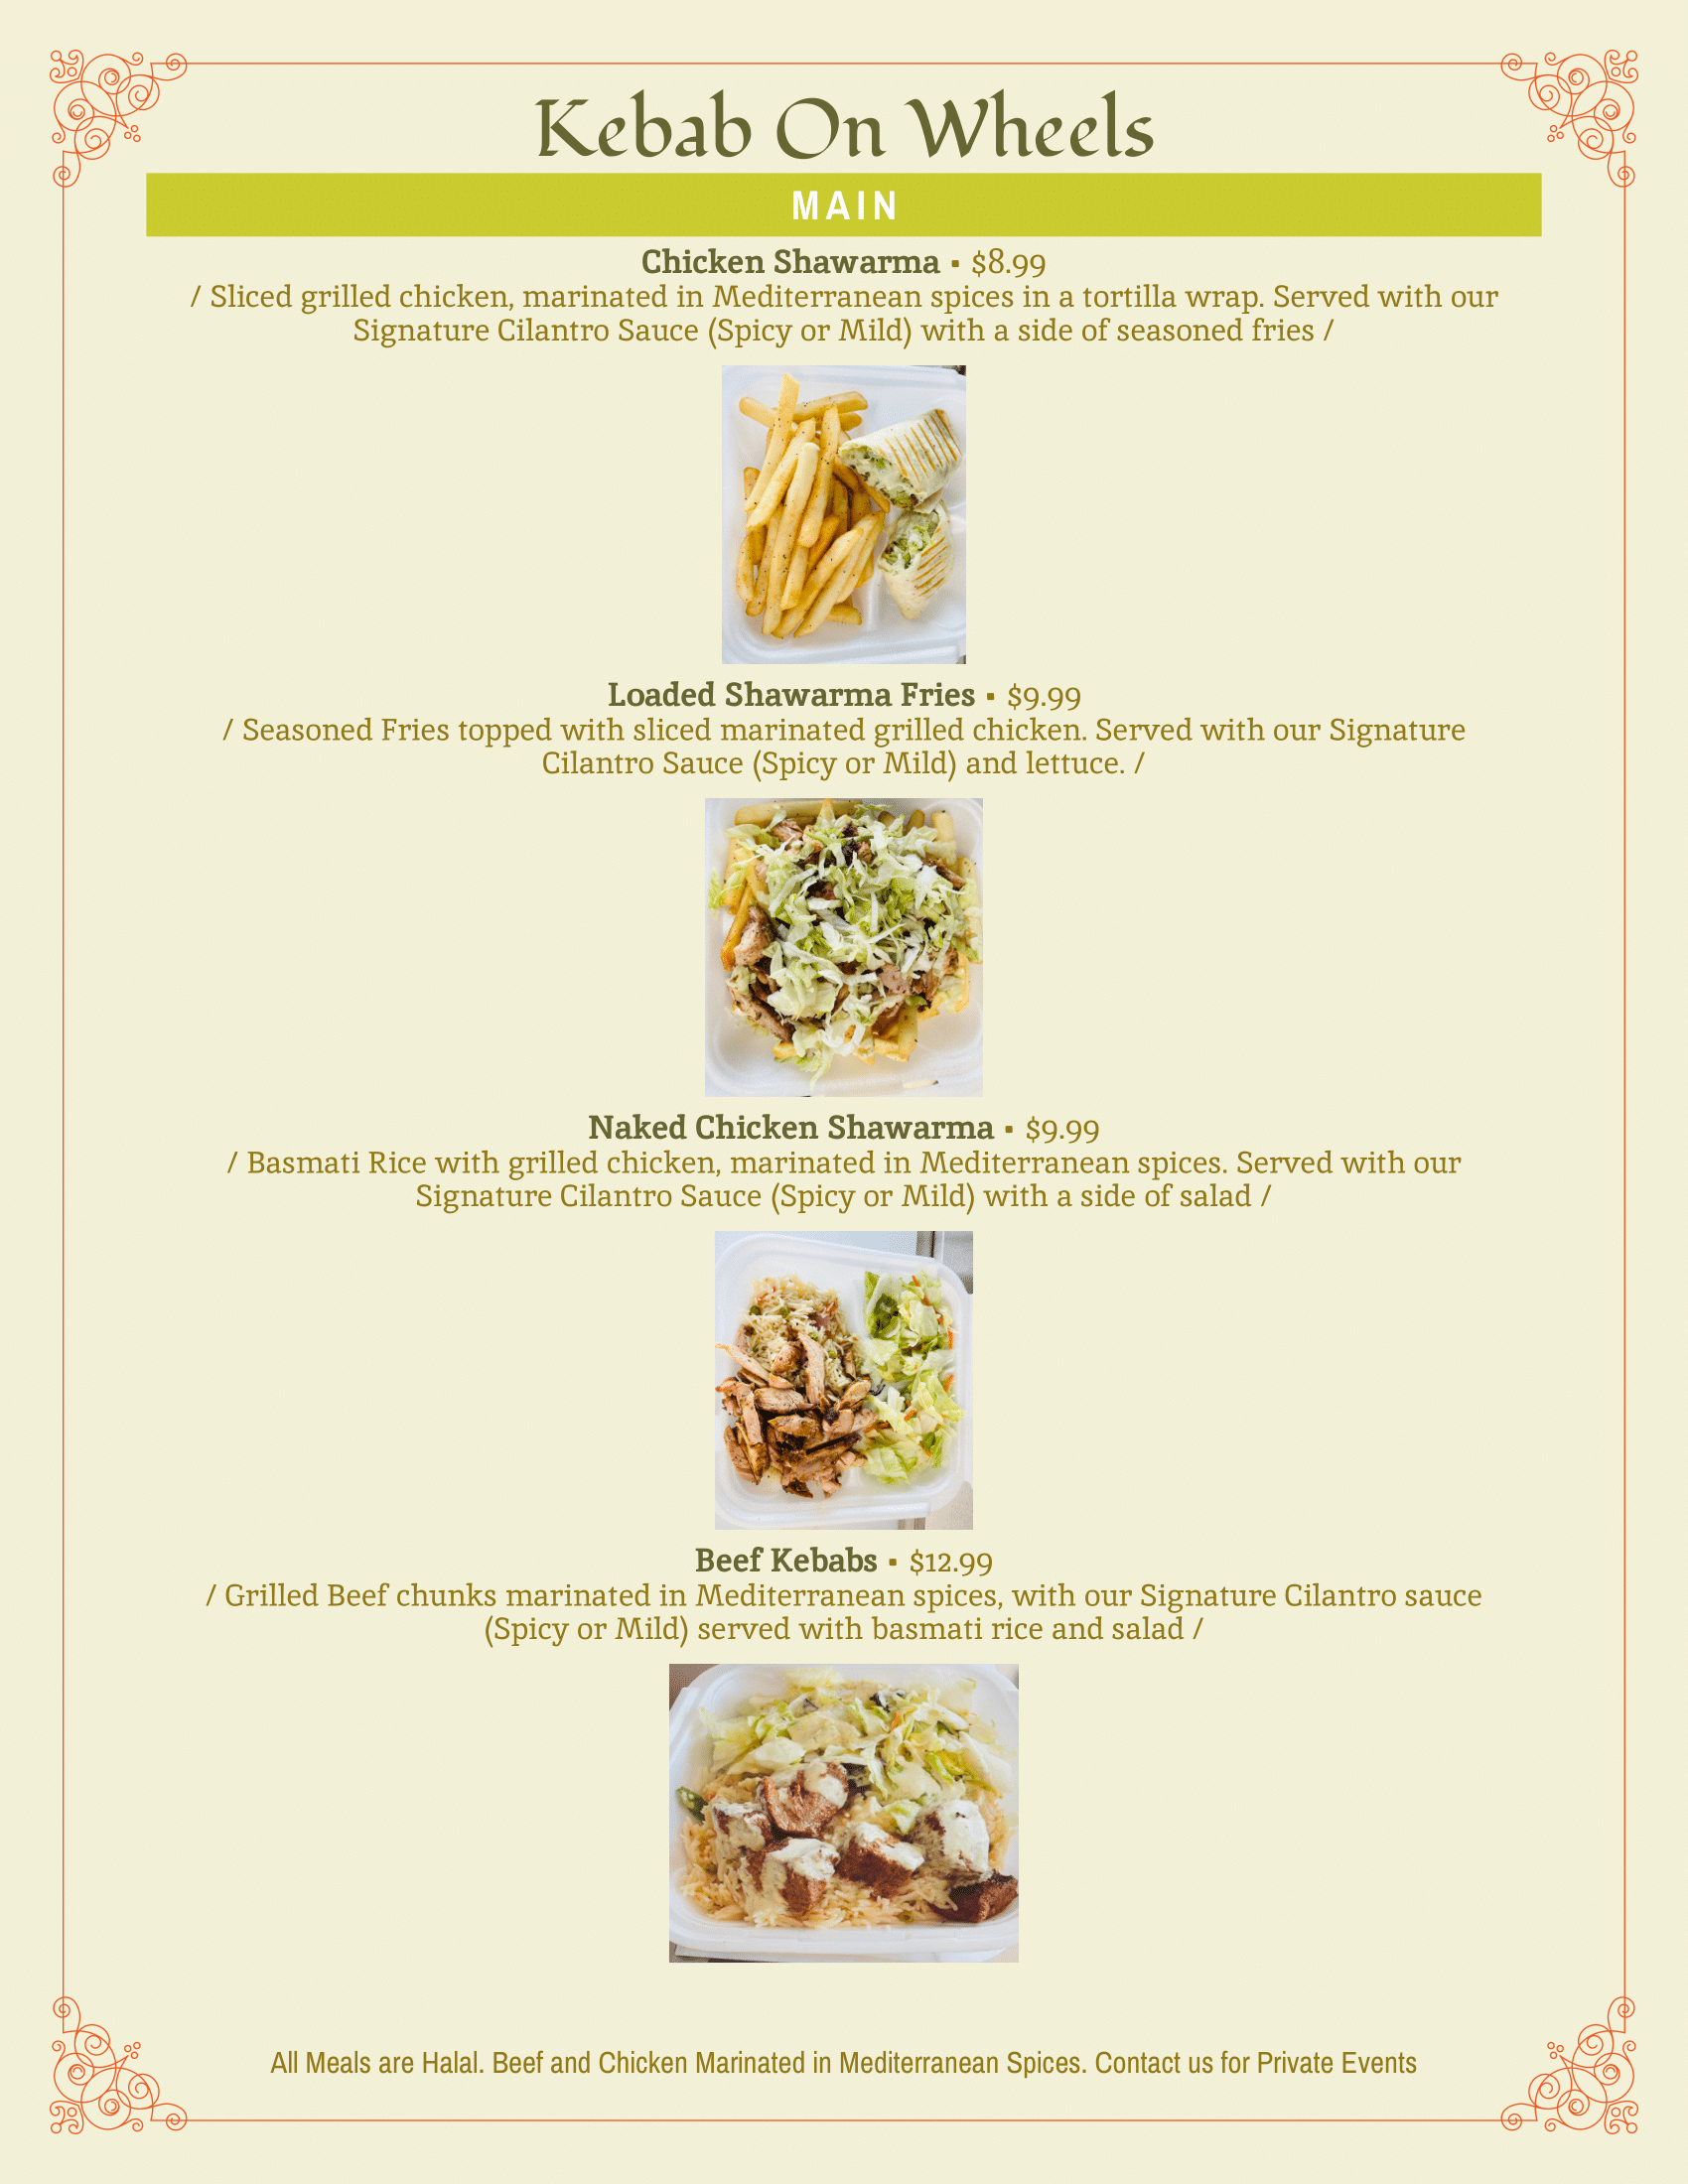 Kebab On Wheels
MAIN
Chicken Shawarma ▪ $8.99
/ Sliced grilled chicken, marinated in Mediterranean spices in a tortilla wrap. Served with our
Signature Cilantro Sauce (Spicy or Mild) with a side of seasoned fries /
Loaded Shawarma Fries ▪ $9.99
/ Seasoned Fries topped with sliced marinated grilled chicken. Served with our Signature
Cilantro Sauce (Spicy or Mild) and lettuce. /
Naked Chicken Shawarma ▪ $9.99
/ Basmati Rice with grilled chicken, marinated in Mediterranean spices. Served with our
Signature Cilantro Sauce (Spicy or Mild) with a side of salad /
Beef Kebabs ▪ $12.99
/ Grilled Beef chunks marinated in Mediterranean spices, with our Signature Cilantro sauce
(Spicy or Mild) served with basmati rice and salad /
All Meals are Halal. Beef and Chicken Marinated in Mediterranean Spices. Contact us for Private Events